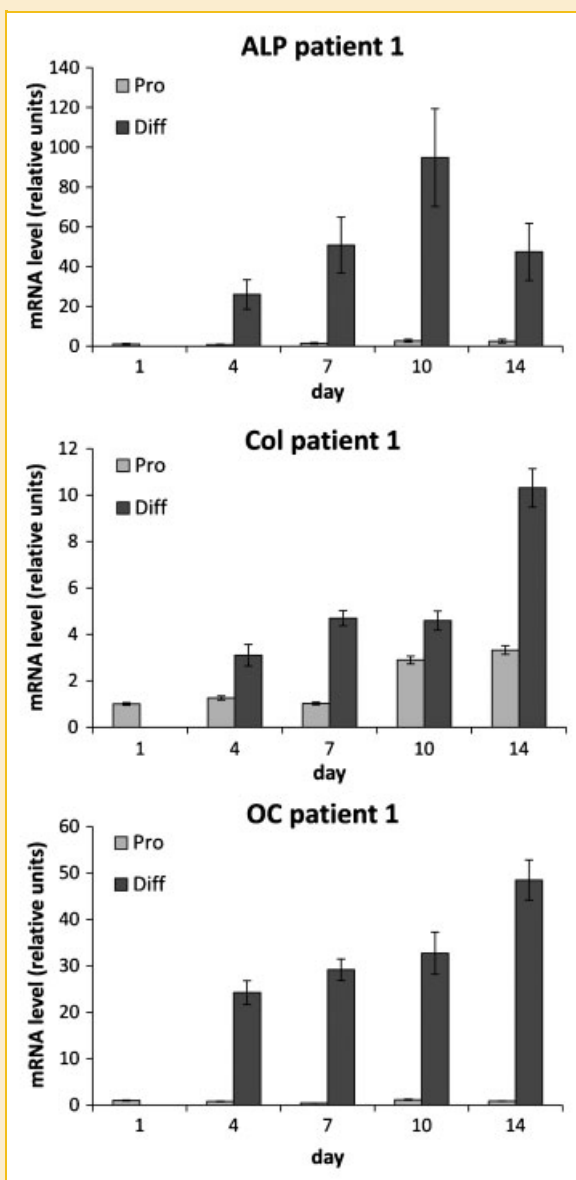 ALP patient 1
mRNA level (relative units)
140
120
100
80
60
40
20
0
Pro
Diff
1 4 7 10 14
day
Col patient 1
mRNA level (relative units)
12
10
8
6
4
2
0
Pro
Diff
1 4 7 10 14
day
OC patient 1
mRNA level (relative units)
60
50
40
30
20
10
0
Pro
Diff
1 4 7 10 14
day